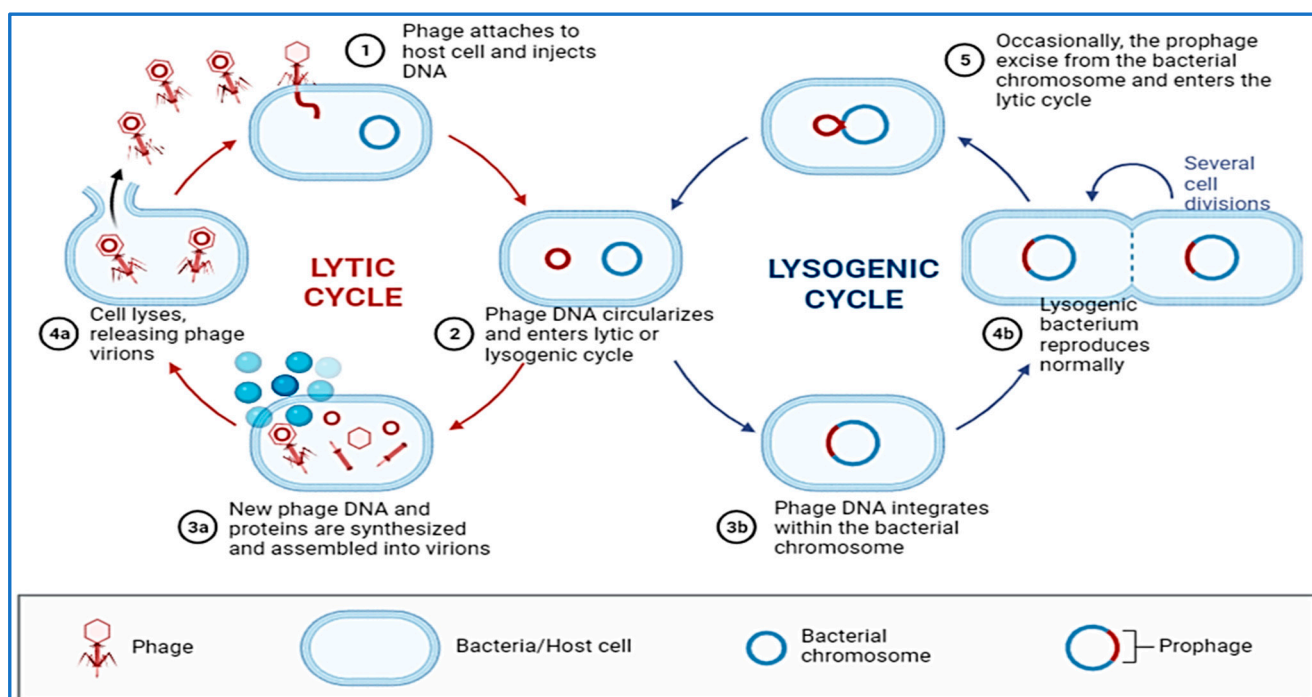 1
Phage attaches to
host cell and injects
DNA
5
Occasionally, the prophage
excise from the bacterial
chromosome and enters the
lytic cycle
Several
cell
divisions
LYTIC
CYCLE
LYSOGENIC
CYCLE
4a
Cell lyses,
releasing phage
virions
2
Phage DNA circularizes
and enters lytic or
lysogenic cycle
4b
Lysogenic
bacterium
reproduces
normally
3a
New phage DNA and
proteins are synthesized
and assembled into virions
3b
Phage DNA integrates
within the bacterial
chromosome
Phage
Bacteria/Host cell
Bacterial
chromosome
Prophage